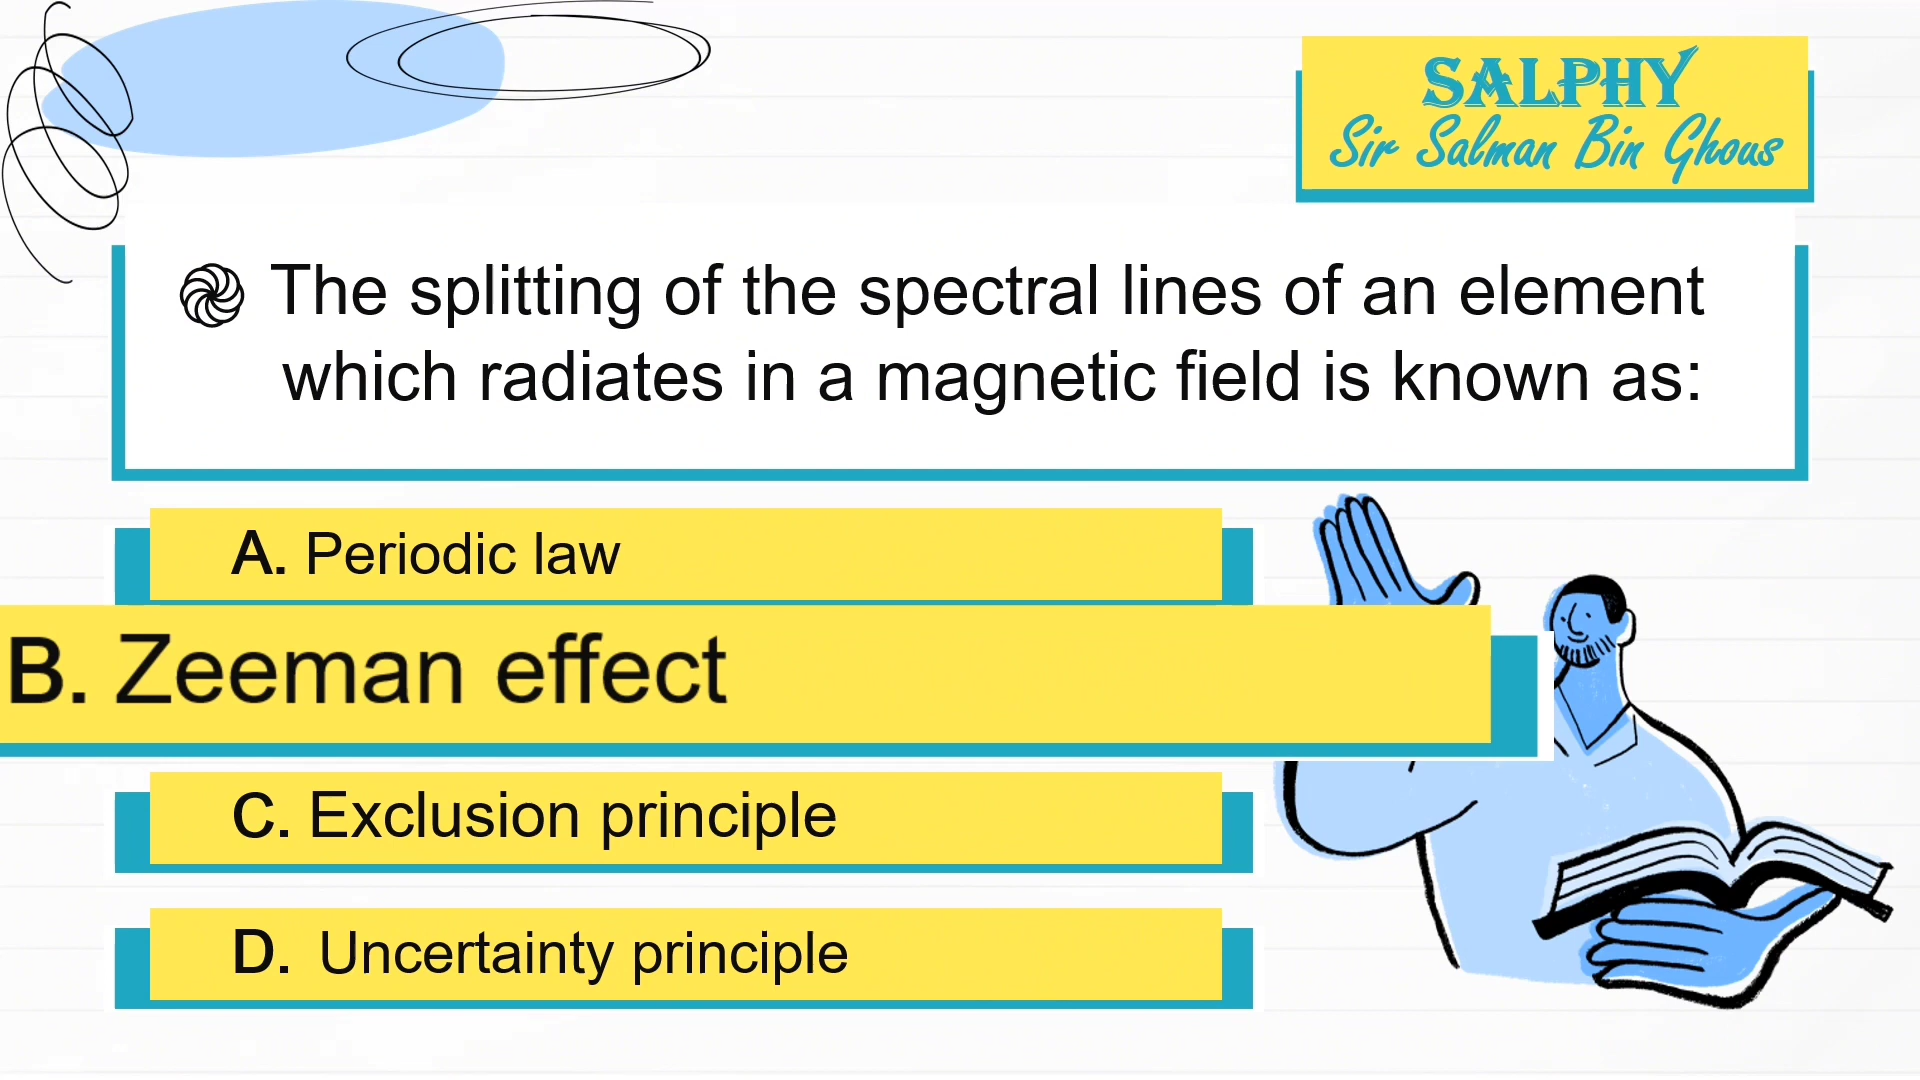 SALPHY
Sir Salman Bin Ghous
The splitting of the spectral lines of an element
which radiates in a magnetic field is known as:
A. Periodic law
B. Zeeman effect
C. Exclusion principle
D. Uncertainty principle